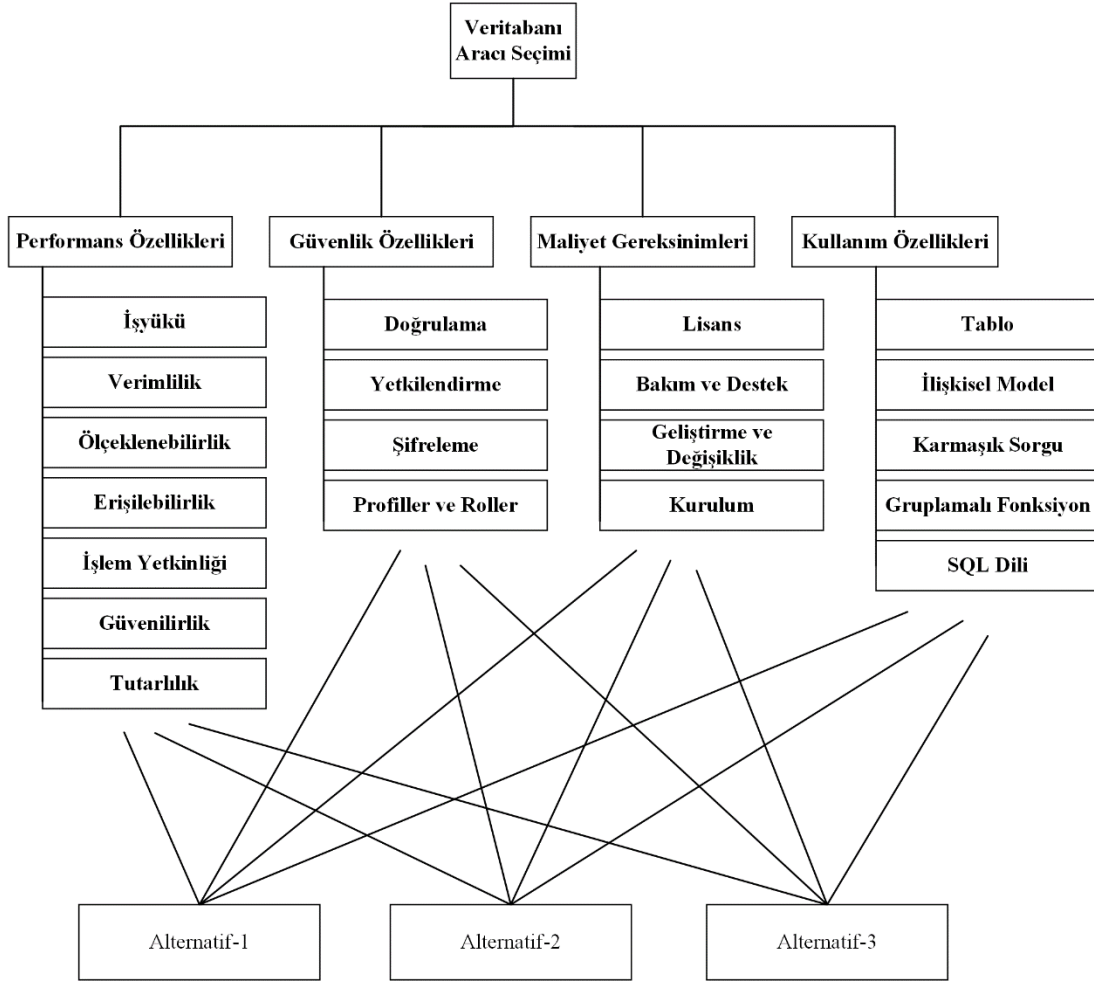 Veritabanı
Aracı Seçimi
Performans Özellikleri
İşyükü
Verimlilik
Ölçeklenebilirlik
Erişilebilirlik
İşlem Yetkinliği
Güvenilirlik
Tutarlılık
Güvenlik Özellikleri
Doğrulama
Yetkilendirme
Şifreleme
Profiller ve Roller
Maliyet Gereksinimleri
Lisans
Bakım ve Destek
Geliştirme ve
Değişiklik
Kurulum
Kullanım Özellikleri
Tablo
İlişkisel Model
Karmaşık Sorgu
Gruplamalı Fonksiyon
SQL Dili
Alternatif-1
Alternatif-2
Alternatif-3